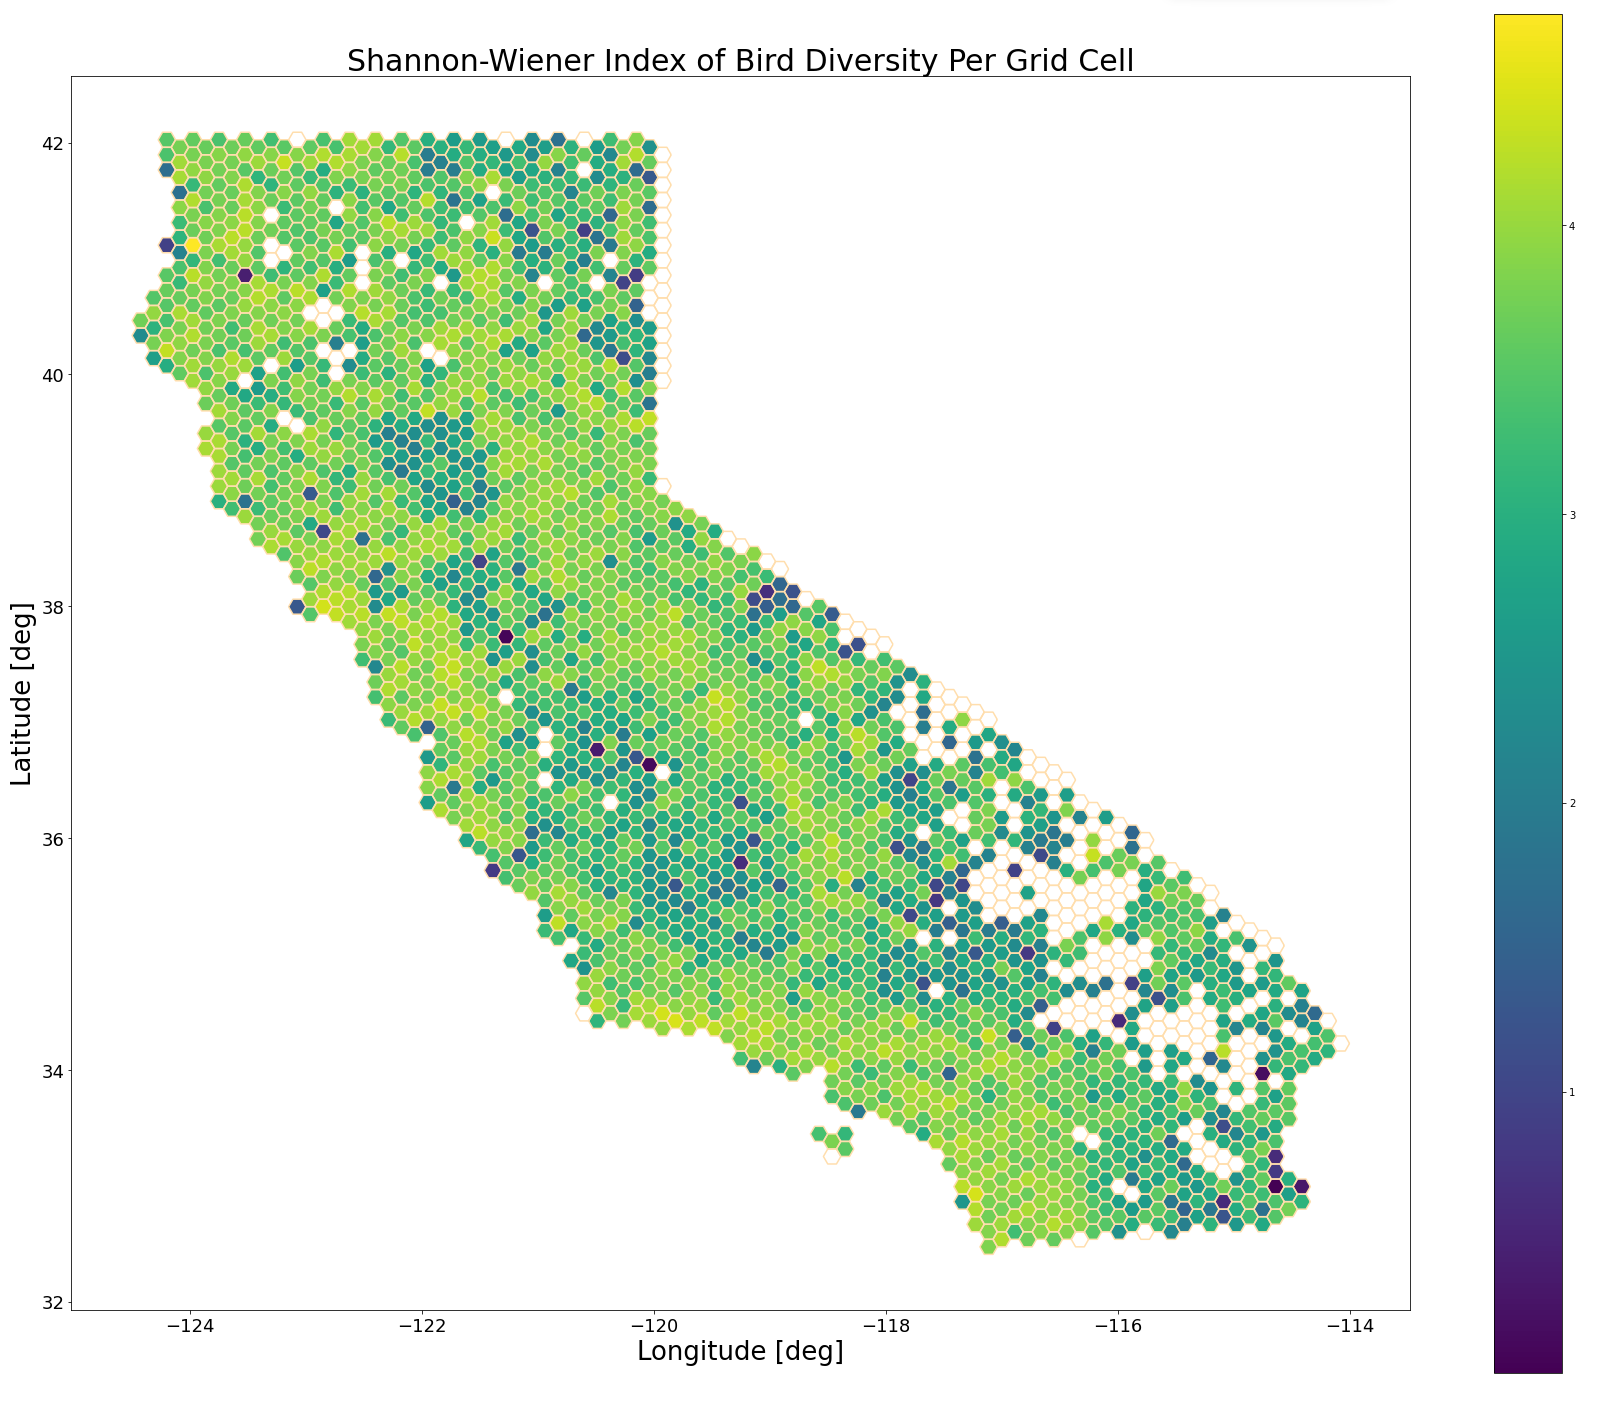 Shannon-Wiener Index of Bird Diversity Per Grid Cell
4
3
2
1
42
40
38
36
34
32
Latitude [deg]
−124 −122 −120 −118 −116 −114
Longitude [deg]